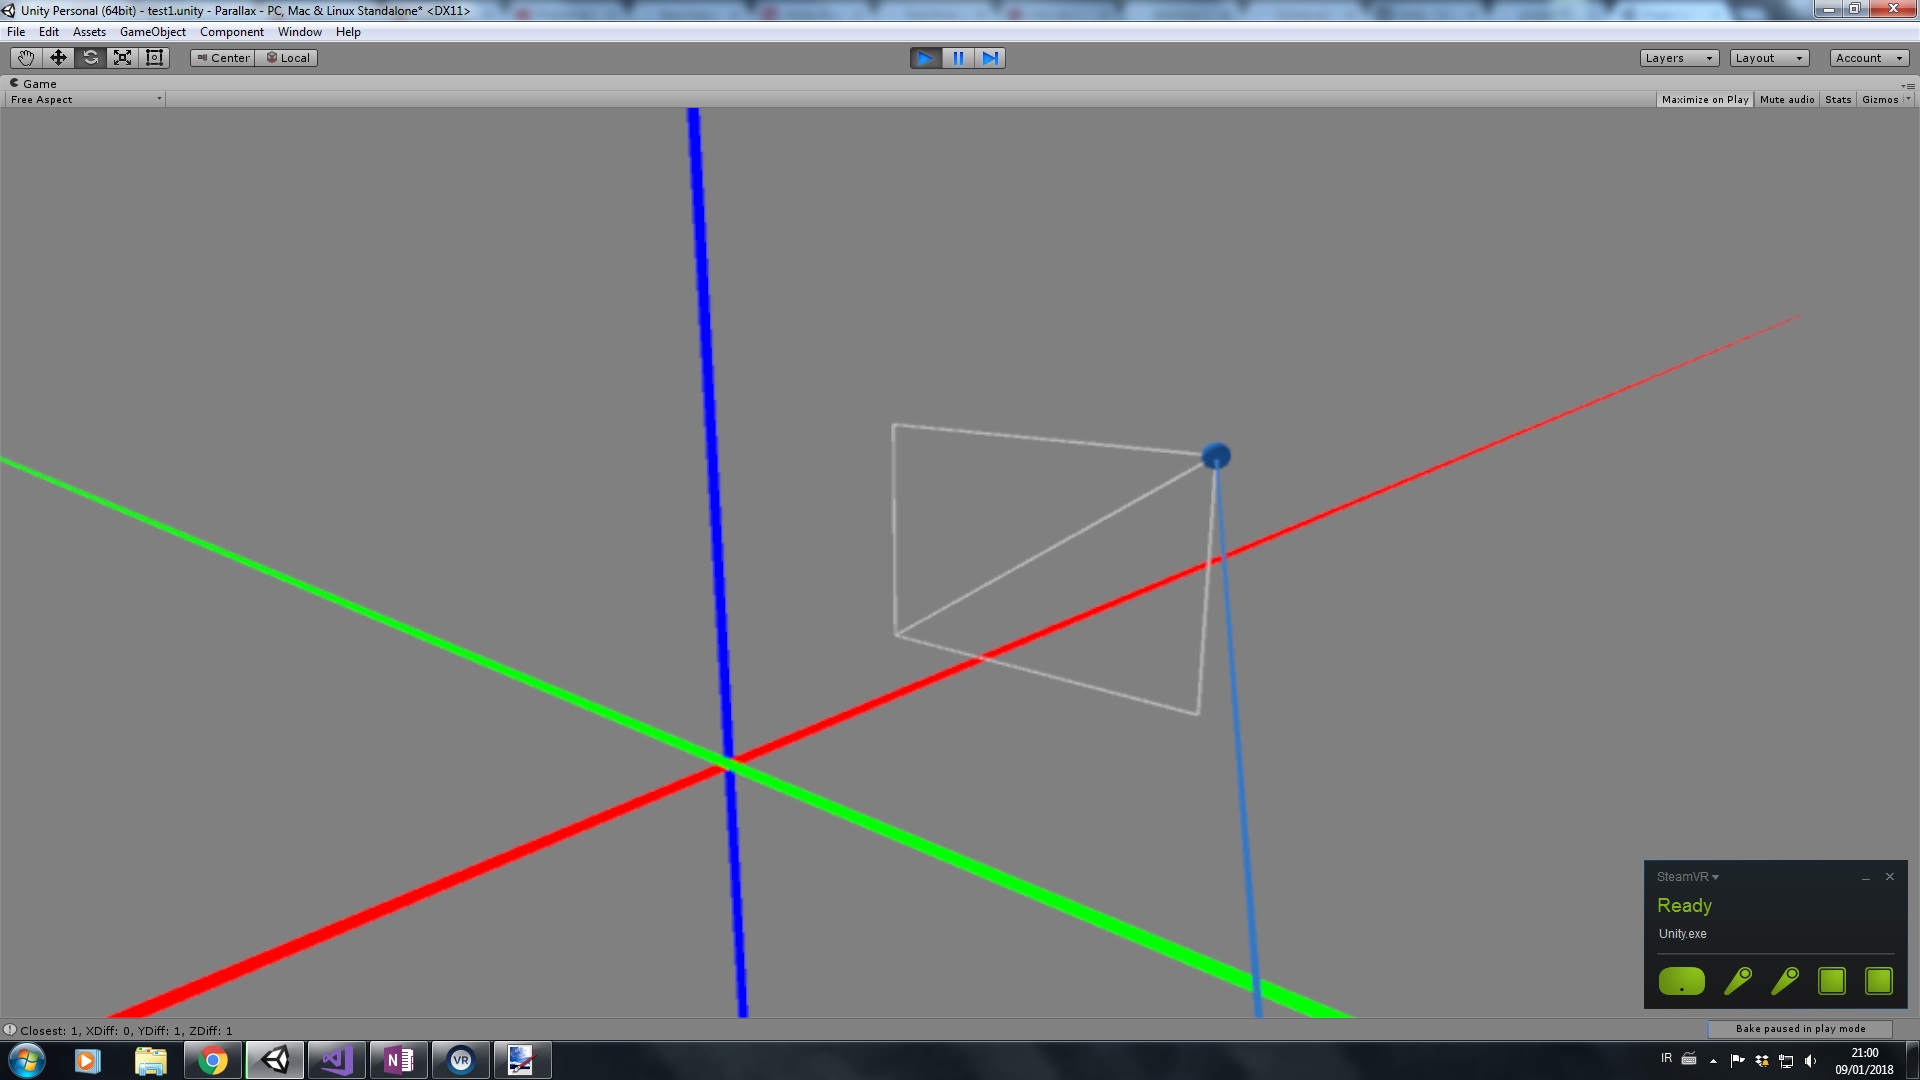 Unity Personal (64bit) - test1.unity - Parallax - PC, Mac & Linux Standalone* <DX11>
File Edit Assets GameObject Component Window Help
Center Local Layers Layout Account
Game
Free Aspect Maximize on Play Mute audio Stats Gizmos
SteamVR
Ready
Unity.exe
Closest: 1, XDiff: 0, YDiff: 1, ZDiff: 1 Bake paused in play mode
N VR IR 21:00
09/01/2018